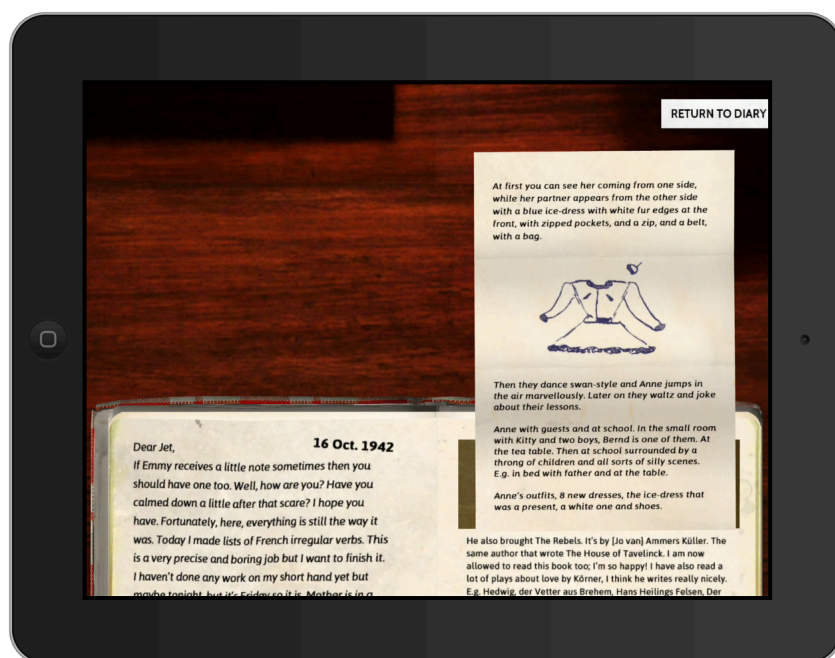 RETURN TO DIARY
At first you can see her coming from one side,
while her partner appears from the other side
with a blue ice-dress with white fur edges at the
front, with zipped pockets, and a zip, and a belt,
with a bag.
Then they dance swan-style and Anne jumps in
the air marvellously. Later on they waltz and joke
about their lessons.
Anne with guests and at school. In the small room
with Kitty and two boys, Bernd is one of them. At
the tea table. Then at school surrounded by a
throng of children and all sorts of silly scenes.
E.g. in bed with father and at the table.
Anne's outfits, 8 new dresses, the ice-dress that
was a present, a white one and shoes.
16 Oct. 1942
Dear Jet,
If Emmy receives a little note sometimes then you
should have one too. Well, how are you? Have you
calmed down a little after that scare? I hope you
have. Fortunately, here, everything is still the way it
was. Today I made lists of French irregular verbs. This
is a very precise and boring job but I want to finish it.
I haven't done any work on my short hand yet but
maybe tonight, but it's Friday so it is. Mother is in a
He also brought The Rebels. It's by [Jo van] Ammers Küller. The
same author that wrote The House of Tavelinck. I am now
allowed to read this book too; I'm so happy! I have also read a
lot of plays about love by Körner, I think he writes really nicely.
E.g. Hedwig, der Vetter aus Brehem, Hans Heilings Felsen, Der